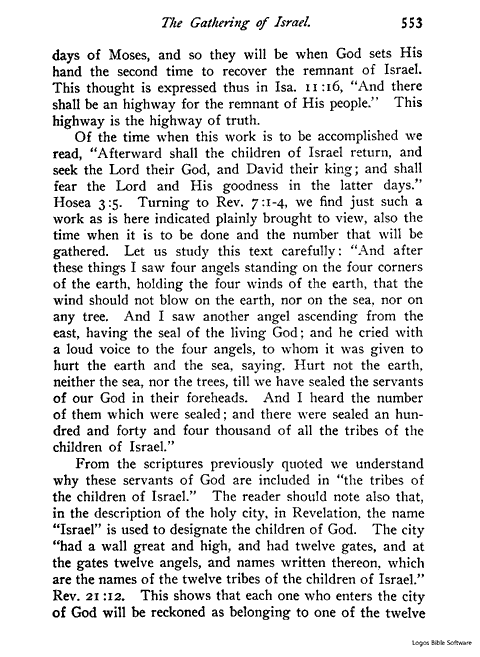 The Gathering of Israel. 553
days of Moses, and so they will be when God sets His
hand the second time to recover the remnant of Israel.
This thought is expressed thus in Isa. 11:16, "And there
shall be an highway for the remnant of His people." This
highway is the highway of truth.
Of the time when this work is to be accomplished we
read, "Afterward shall the children of Israel return, and
seek the Lord their God, and David their king; and shall
fear the Lord and His goodness in the latter days."
Hosea 3:5. Turning to Rev. 7:1-4, we find just such a
work as is here indicated plainly brought to view, also the
time when it is to be done and the number that will be
gathered. Let us study this text carefully: "And after
these things I saw four angels standing on the four corners
of the earth, holding the four winds of the earth, that the
wind should not blow on the earth, nor on the sea, nor on
any tree. And I saw another angel ascending from the
east, having the seal of the living God; and he cried with
a loud voice to the four angels, to whom it was given to
hurt the earth and the sea, saying, Hurt not the earth,
neither the sea, nor the trees, till we have sealed the servants
of our God in their foreheads. And I heard the number
of them which were sealed; and there were sealed an hun-
dred and forty and four thousand of all the tribes of the
children of Israel."
From the scriptures previously quoted we understand
why these servants of God are included in "the tribes of
the children of Israel." The reader should note also that,
in the description of the holy city, in Revelation, the name
"Israel" is used to designate the children of God. The city
"had a wall great and high, and had twelve gates, and at
the gates twelve angels, and names written thereon, which
are the names of the twelve tribes of the children of Israel."
Rev. 21:12. This shows that each one who enters the city
of God will be reckoned as belonging to one of the twelve
Logos Bible Software